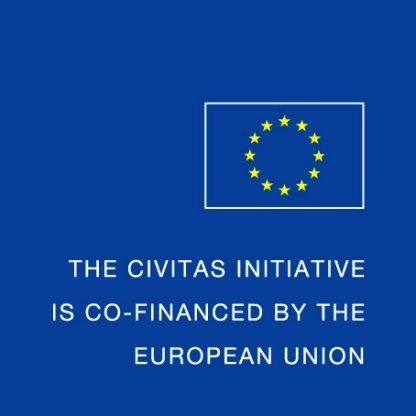 THE CIVITAS INITIATIVE
IS CO-FINANCED BY THE
EUROPEAN UNION